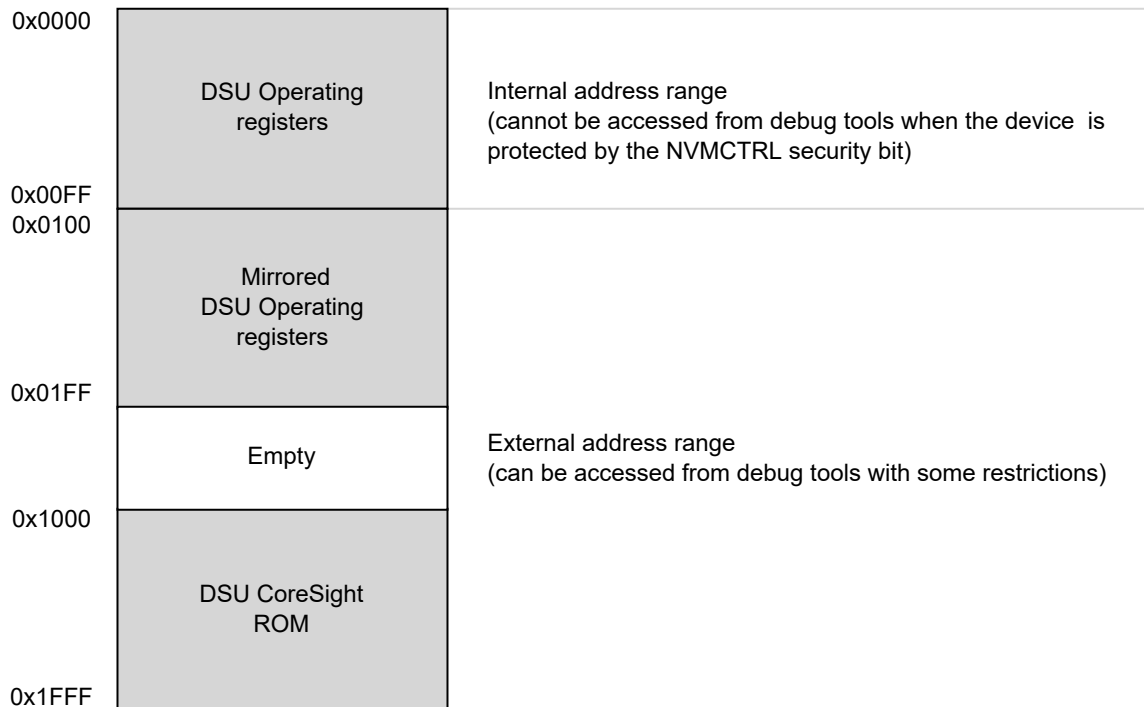 0x0000
DSU Operating
registers
Internal address range
(cannot be accessed from debug tools when the device is
protected by the NVMCTRL security bit)
0x00FF
0x0100
Mirrored
DSU Operating
registers
0x01FF
Empty
External address range
(can be accessed from debug tools with some restrictions)
0x1000
DSU CoreSight
ROM
0x1FFF